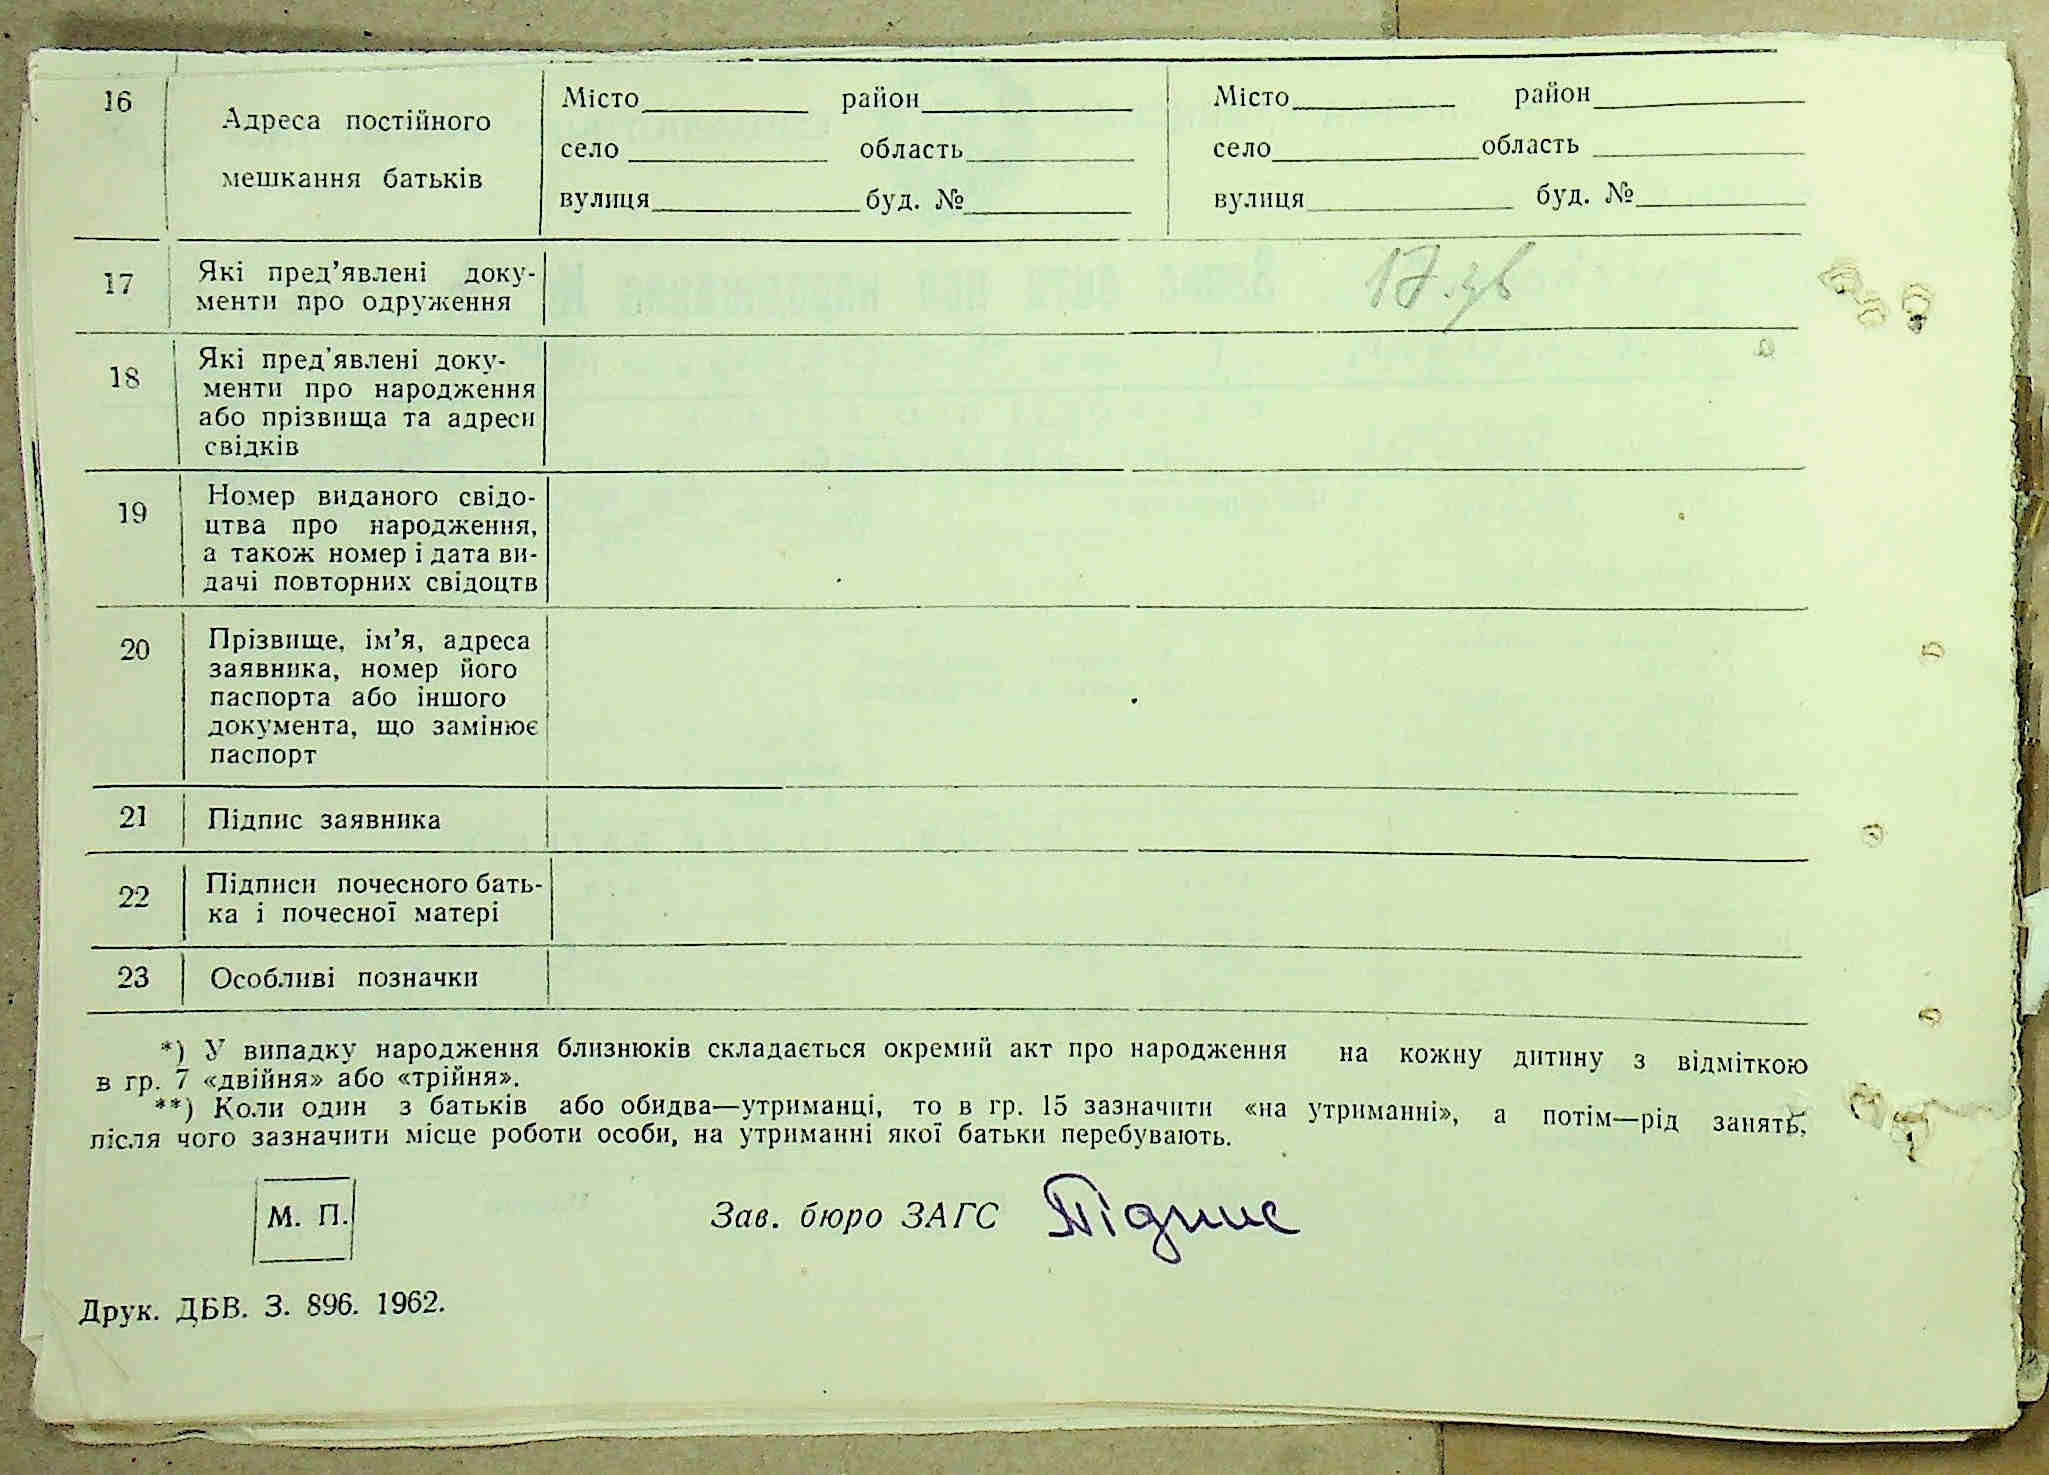 16
Адреса постійного
мешкання батьків
Місто район
село область
вулиця буд. №
Місто район
село область
вулиця буд. №
17
Які пред’явлені доку-
менти про одруження
18
Які пред’явлені доку-
менти про народження
або прізвища та адреси
свідків
19
Номер виданого свідо-
цтва про народження,
а також номер і дата ви-
дачі повторних свідоцтв
20
Прізвище, ім’я, адреса
заявника, номер його
паспорта або іншого
документа, що замінює
паспорт
21
Підпис заявника
22
Підписи почесного бать-
ка і почесної матері
23
Особливі позначки
*) У випадку народження близнюків складається окремий акт про народження на кожну дитину з відміткою
в гр. 7 «двійня» або «трійня».
**) Коли один з батьків або обидва—утриманці, то в гр. 15 зазначити «на утриманні», а потім—рід занять,
після чого зазначити місце роботи особи, на утриманні якої батьки перебувають.
М. П.
Зав. бюро ЗАГС Підпис
Друк. ДБВ. З. 896. 1962.